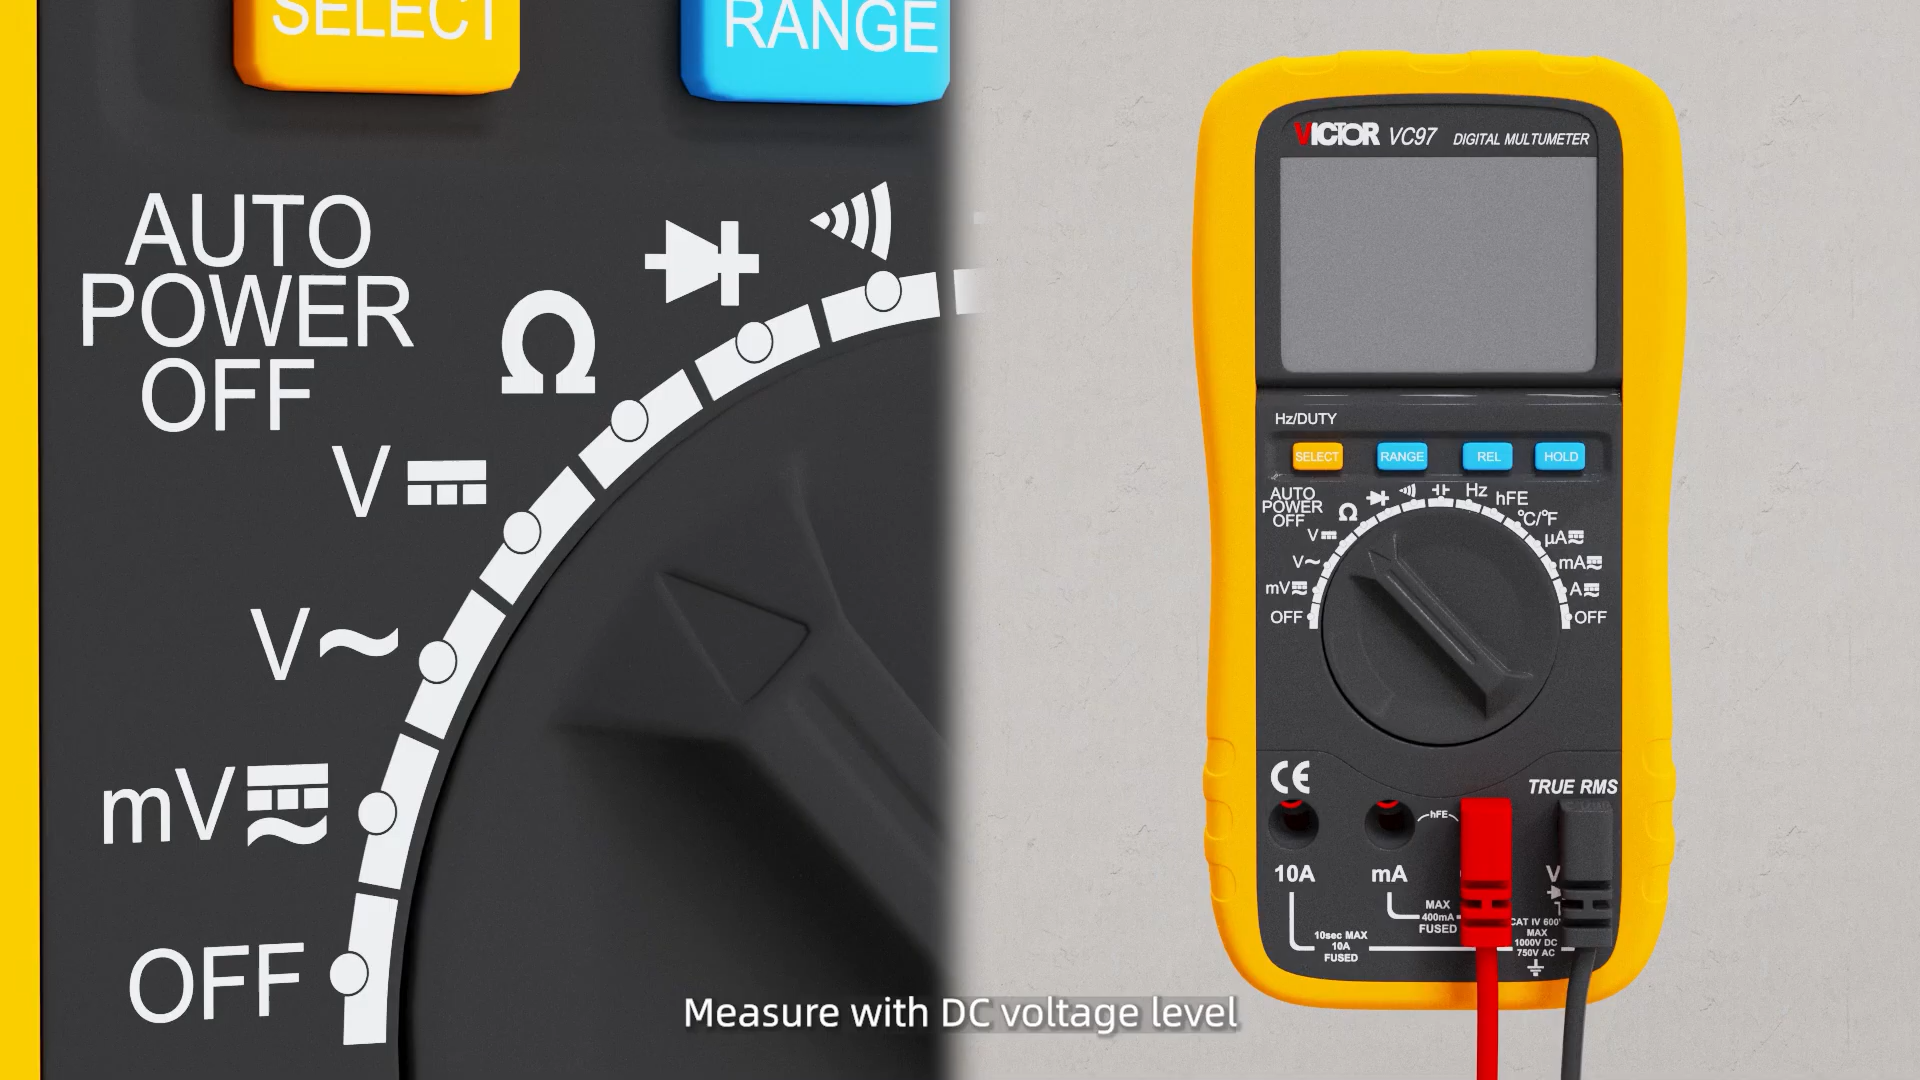 SELECT
RANGE
AUTO
POWER
OFF
Ω
V
V~
mV
OFF
VICTOR VC97 DIGITAL MULTUMETER
Hz/DUTY
SELECT
RANGE
REL
HOLD
AUTO
POWER
OFF
Ω
Hz
hFE
°C/°F
V
µA
V~
mA
mV
A
OFF
OFF
CE
TRUE RMS
hFE
10A
mA
V
MAX
400mA
FUSED
CAT IV 600
MAX
1000V DC
750V AC
10sec MAX
10A
FUSED
Measure with DC voltage level